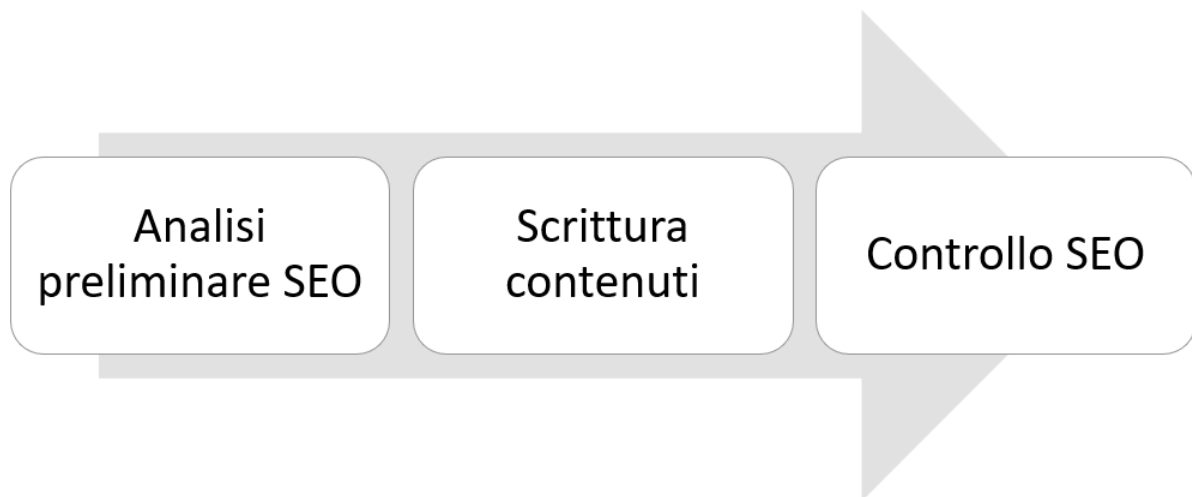 Analisi
preliminare SEO
Scrittura
contenuti
Controllo SEO